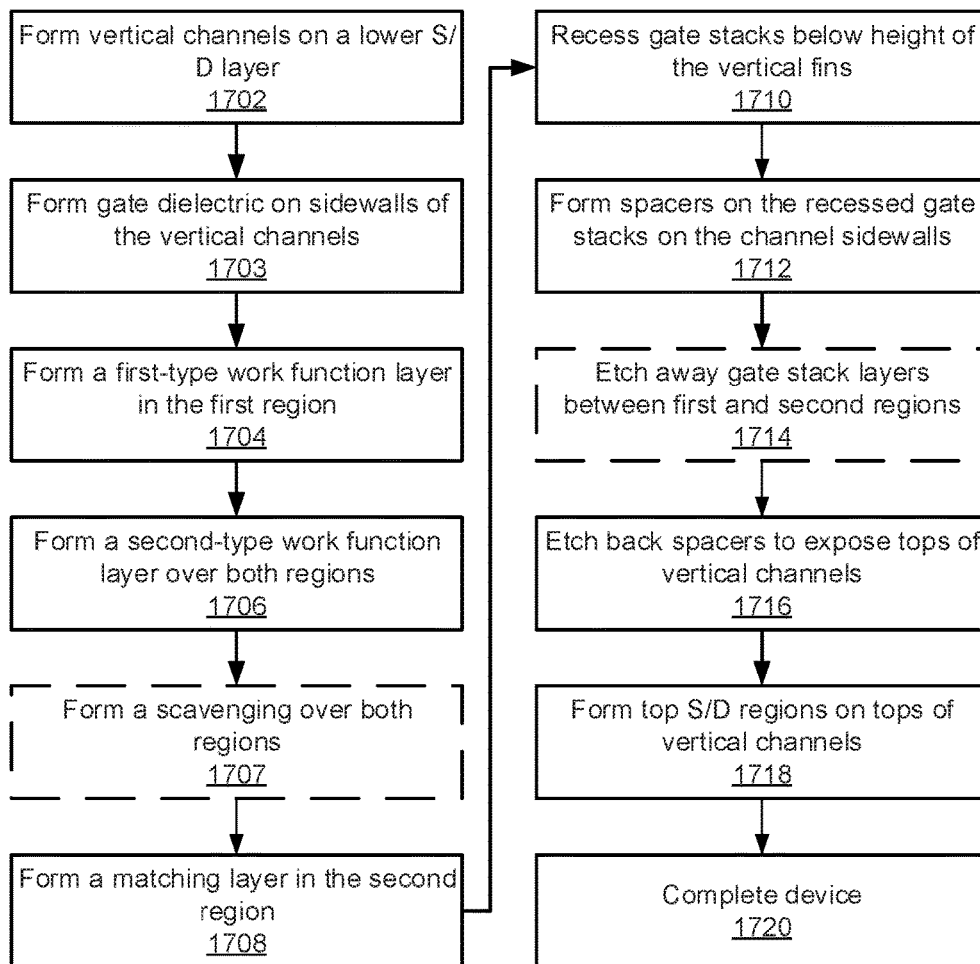 Form vertical channels on a lower S/
D layer
1702
Form gate dielectric on sidewalls of
the vertical channels
1703
Form a first-type work function layer
in the first region
1704
Form a second-type work function
layer over both regions
1706
Form a scavenging over both
regions
1707
Form a matching layer in the second
region
1708
Recess gate stacks below height of
the vertical fins
1710
Form spacers on the recessed gate
stacks on the channel sidewalls
1712
Etch away gate stack layers
between first and second regions
1714
Etch back spacers to expose tops of
vertical channels
1716
Form top S/D regions on tops of
vertical channels
1718
Complete device
1720